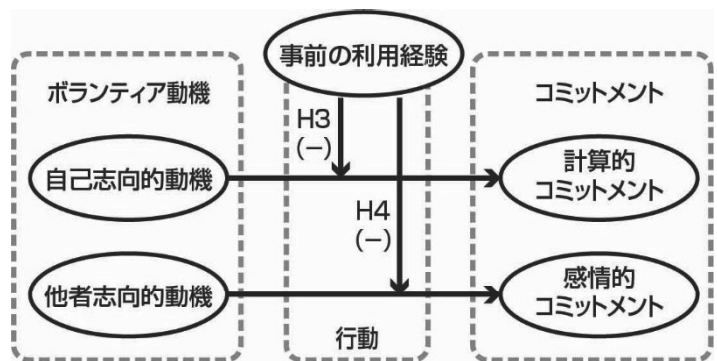 事前の利用経験
ボランティア動機
コミットメント
H3
(−)
自己志向的動機
計算的
コミットメント
H4
(−)
他者志向的動機
感情的
コミットメント
行動